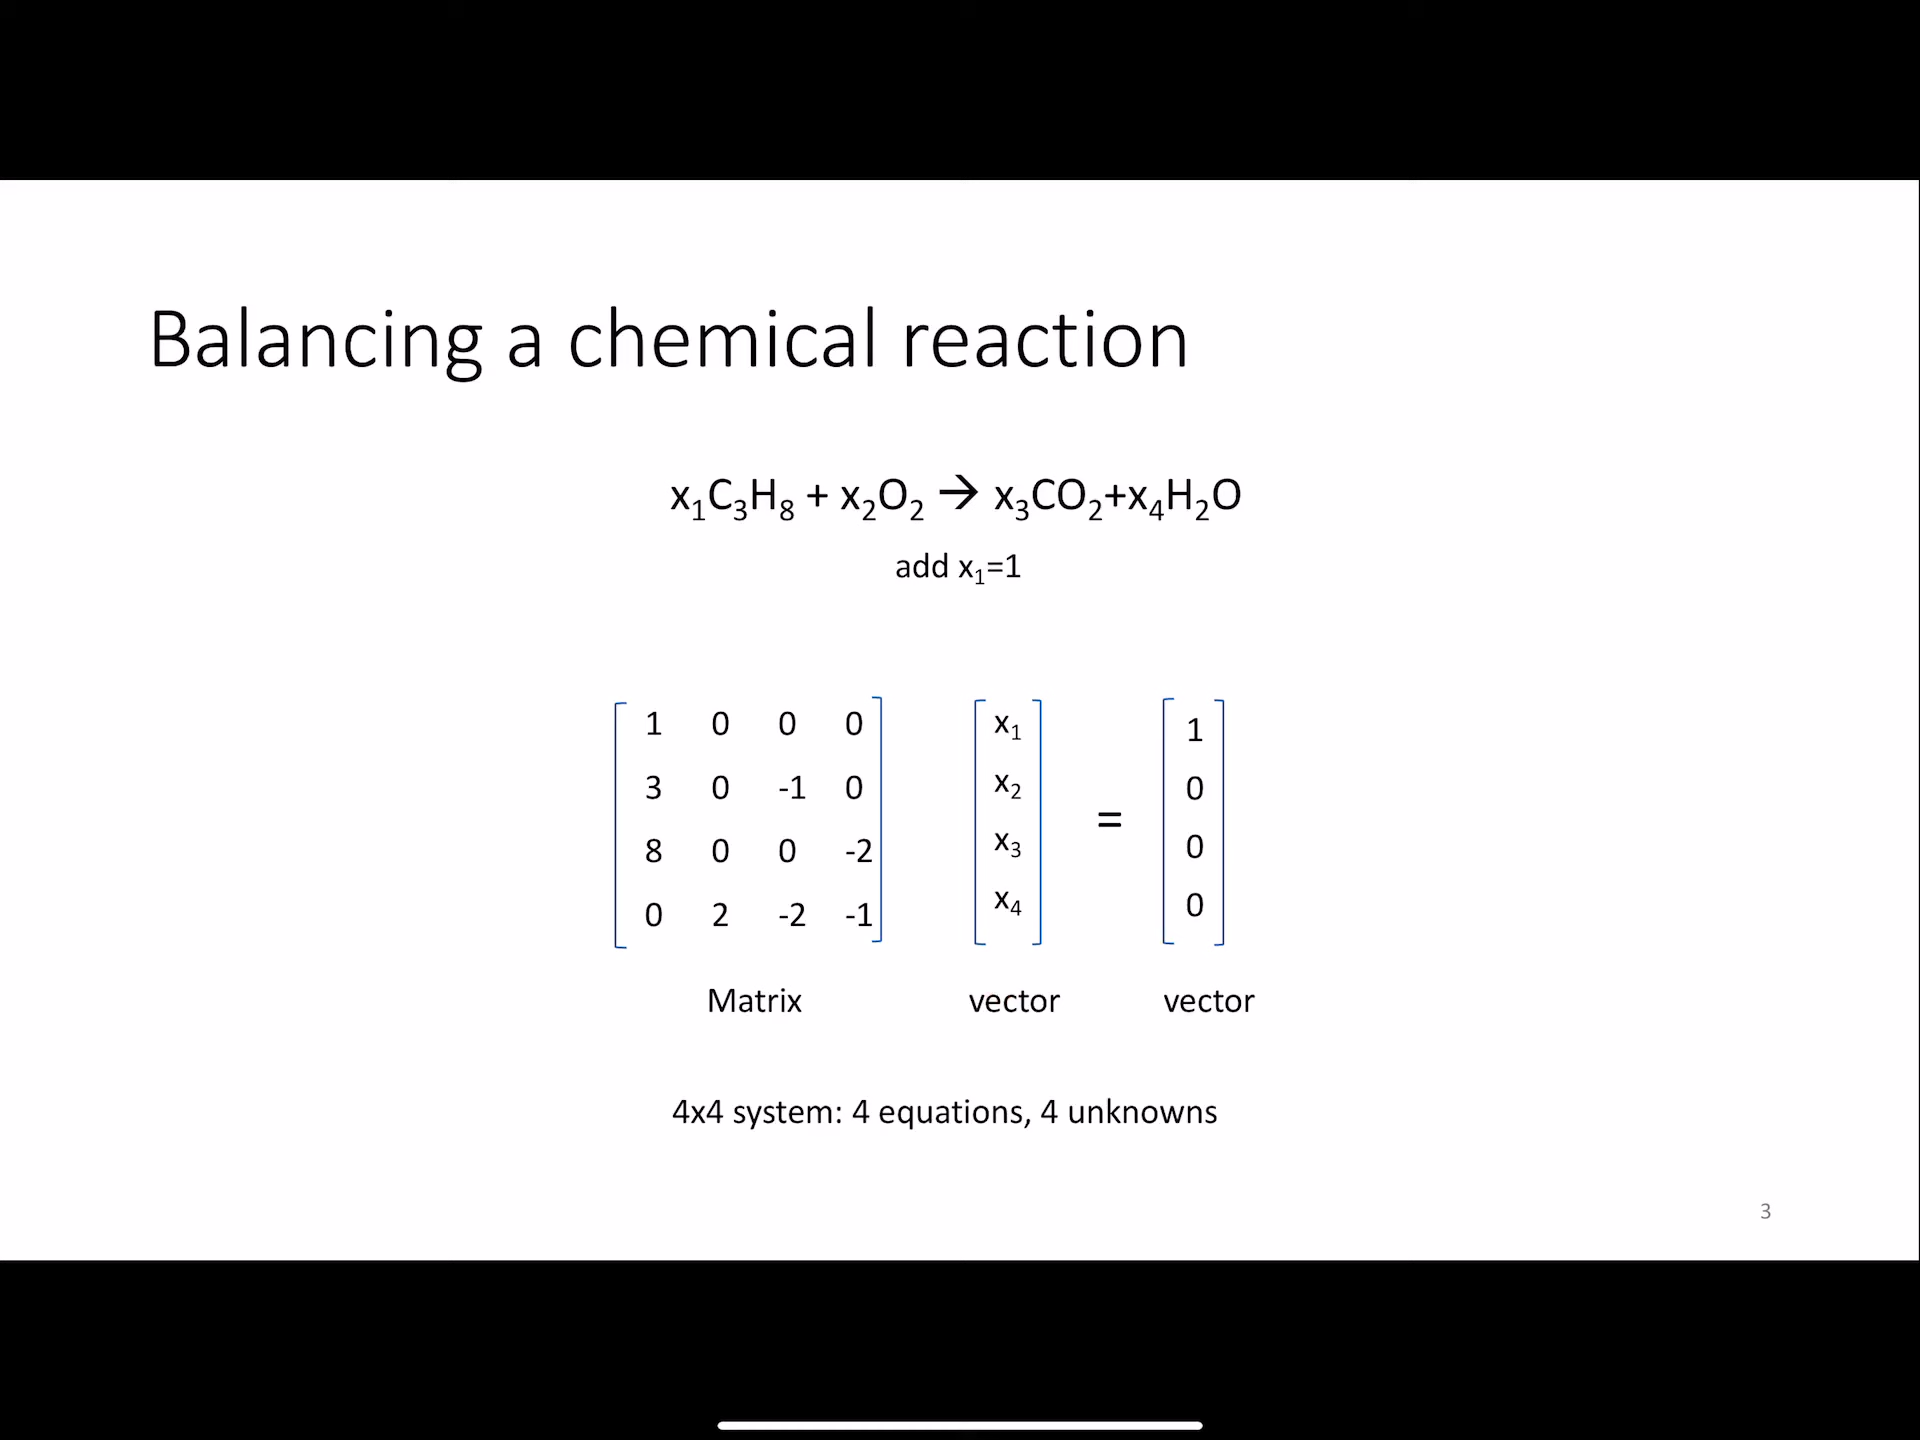 Balancing a chemical reaction
x₁C₃H₈ + x₂O₂ → x₃CO₂+x₄H₂O
add x₁=1
1 0 0 0 x₁ 1
3 0 -1 0 x₂ 0
=
8 0 0 -2 x₃ 0
0 2 -2 -1 x₄ 0
Matrix vector vector
4x4 system: 4 equations, 4 unknowns
3